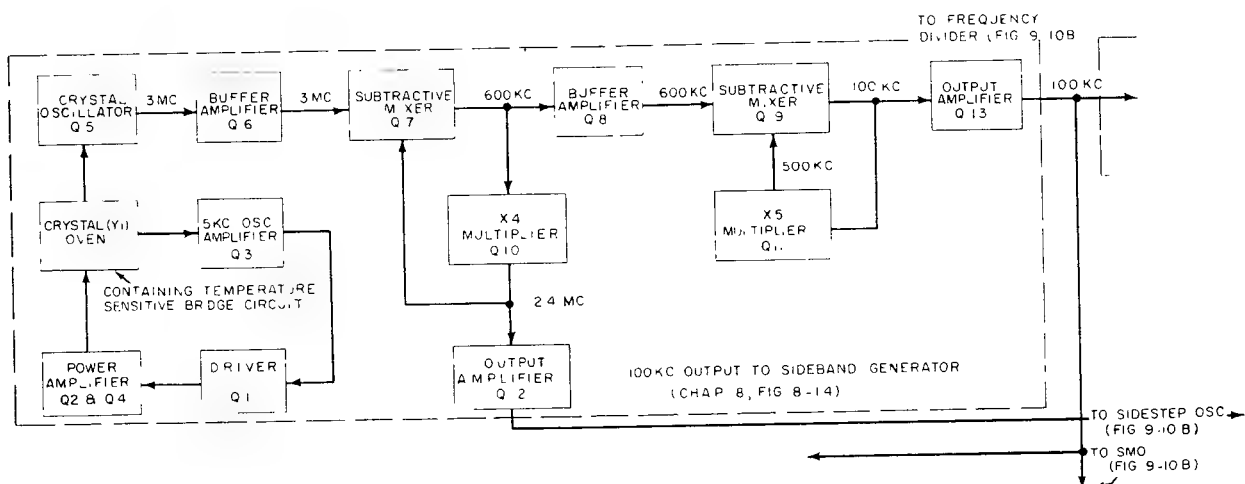 TO FREQUENCY
DIVIDER (FIG 9-10B
CRYSTAL
OSCILLATOR
Q5
3MC
BUFFER
AMPLIFIER
Q6
3MC
SUBTRACTIVE
MIXER
Q7
600KC
BUFFER
AMPLIFIER
Q8
600KC
SUBTRACTIVE
MIXER
Q9
100KC
OUTPUT
AMPLIFIER
Q13
100KC
500KC
CRYSTAL(Y1)
OVEN
5KC OSC
AMPLIFIER
Q3
X4
MULTIPLIER
Q10
X5
MULTIPLIER
CONTAINING TEMPERATURE
SENSITIVE BRIDGE CIRCUIT
2.4 MC
POWER
AMPLIFIER
Q2 & Q4
DRIVER
Q1
OUTPUT
AMPLIFIER
100KC OUTPUT TO SIDEBAND GENERATOR
(CHAP 8, FIG 8-14)
TO SIDESTEP OSC
(FIG 9-10B)
TO SMO
(FIG 9-10B)